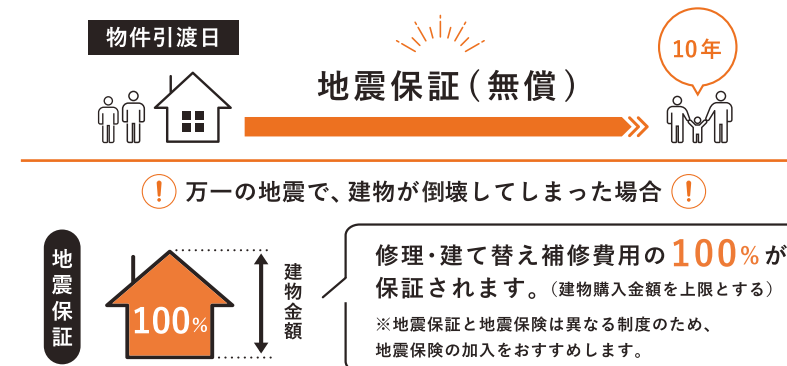 物件引渡日
10年
地震保証（無償）
！万一の地震で、建物が倒壊してしまった場合！
地震保証
100%
建物金額
修理・建て替え補修費用の100%が
保証されます。（建物購入金額を上限とする）
※地震保証と地震保険は異なる制度のため、
地震保険の加入をおすすめします。